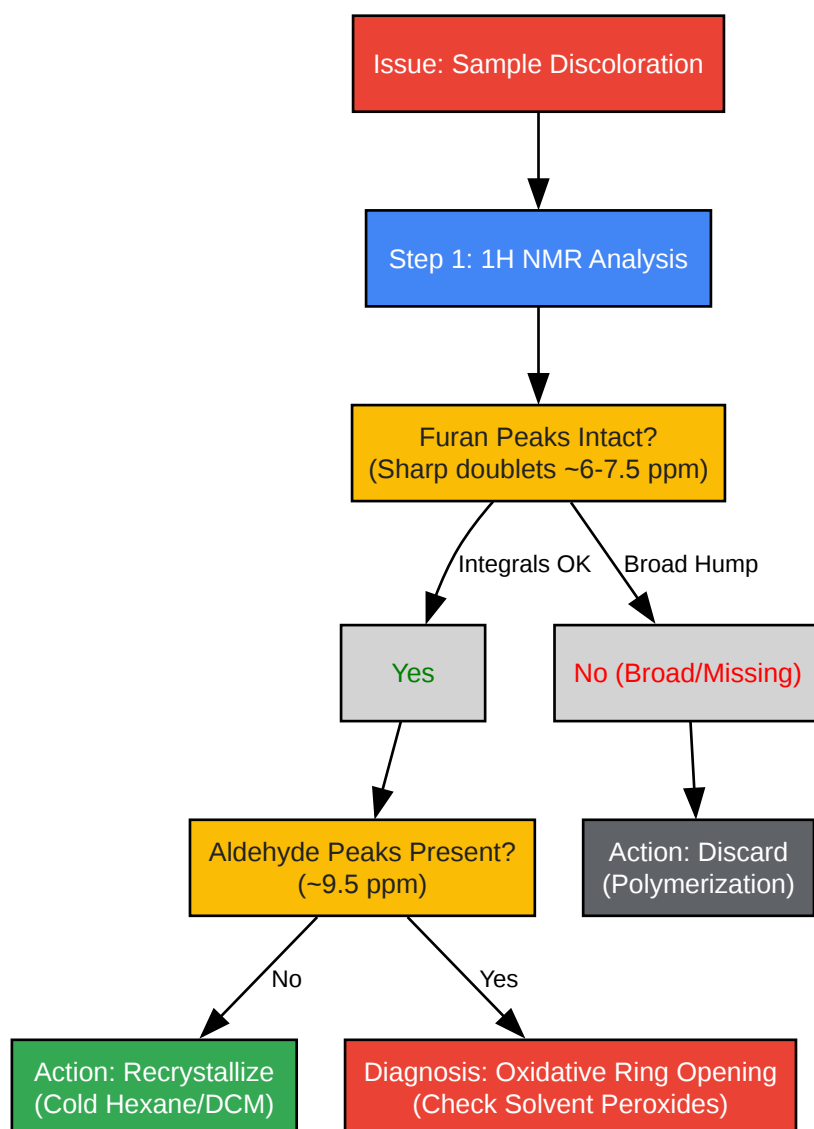 Issue: Sample Discoloration
Step 1: 1H NMR Analysis
Furan Peaks Intact?
(Sharp doublets ~6-7.5 ppm)
Integrals OK
Broad Hump
Yes
No (Broad/Missing)
Aldehyde Peaks Present?
(~9.5 ppm)
Action: Discard
(Polymerization)
No
Yes
Action: Recrystallize
(Cold Hexane/DCM)
Diagnosis: Oxidative Ring Opening
(Check Solvent Peroxides)